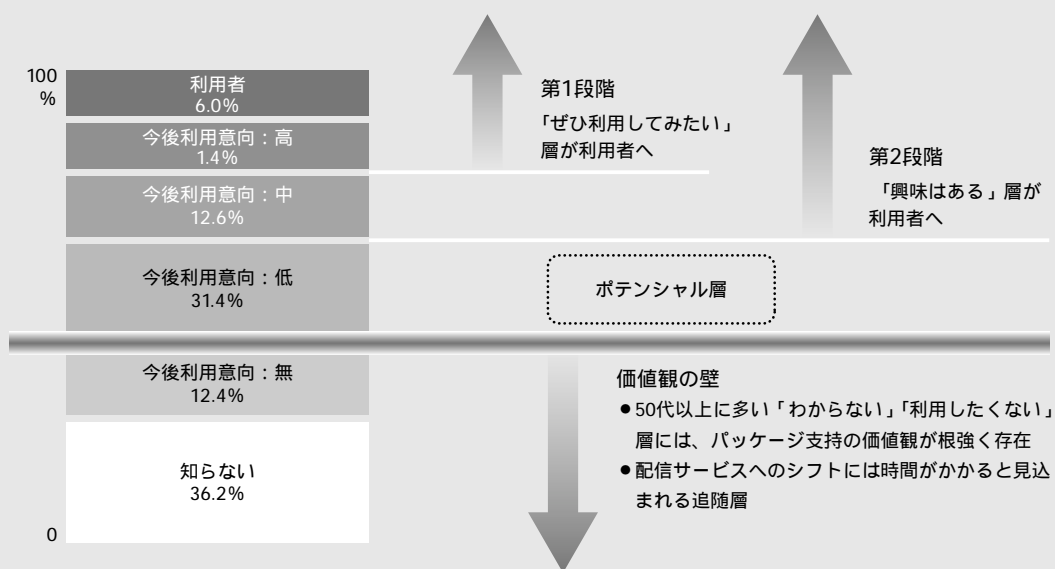 100
%
利用者
6.0%
今後利用意向：高
1.4%
今後利用意向：中
12.6%
今後利用意向：低
31.4%
今後利用意向：無
12.4%
知らない
36.2%
0
第1段階
「ぜひ利用してみたい」
層が利用者へ
第2段階
「興味はある」層が
利用者へ
ポテンシャル層
価値観の壁
●50代以上に多い「わからない」「利用したくない」
層には、パッケージ支持の価値観が根強く存在
●配信サービスへのシフトには時間がかかると見込
まれる追随層